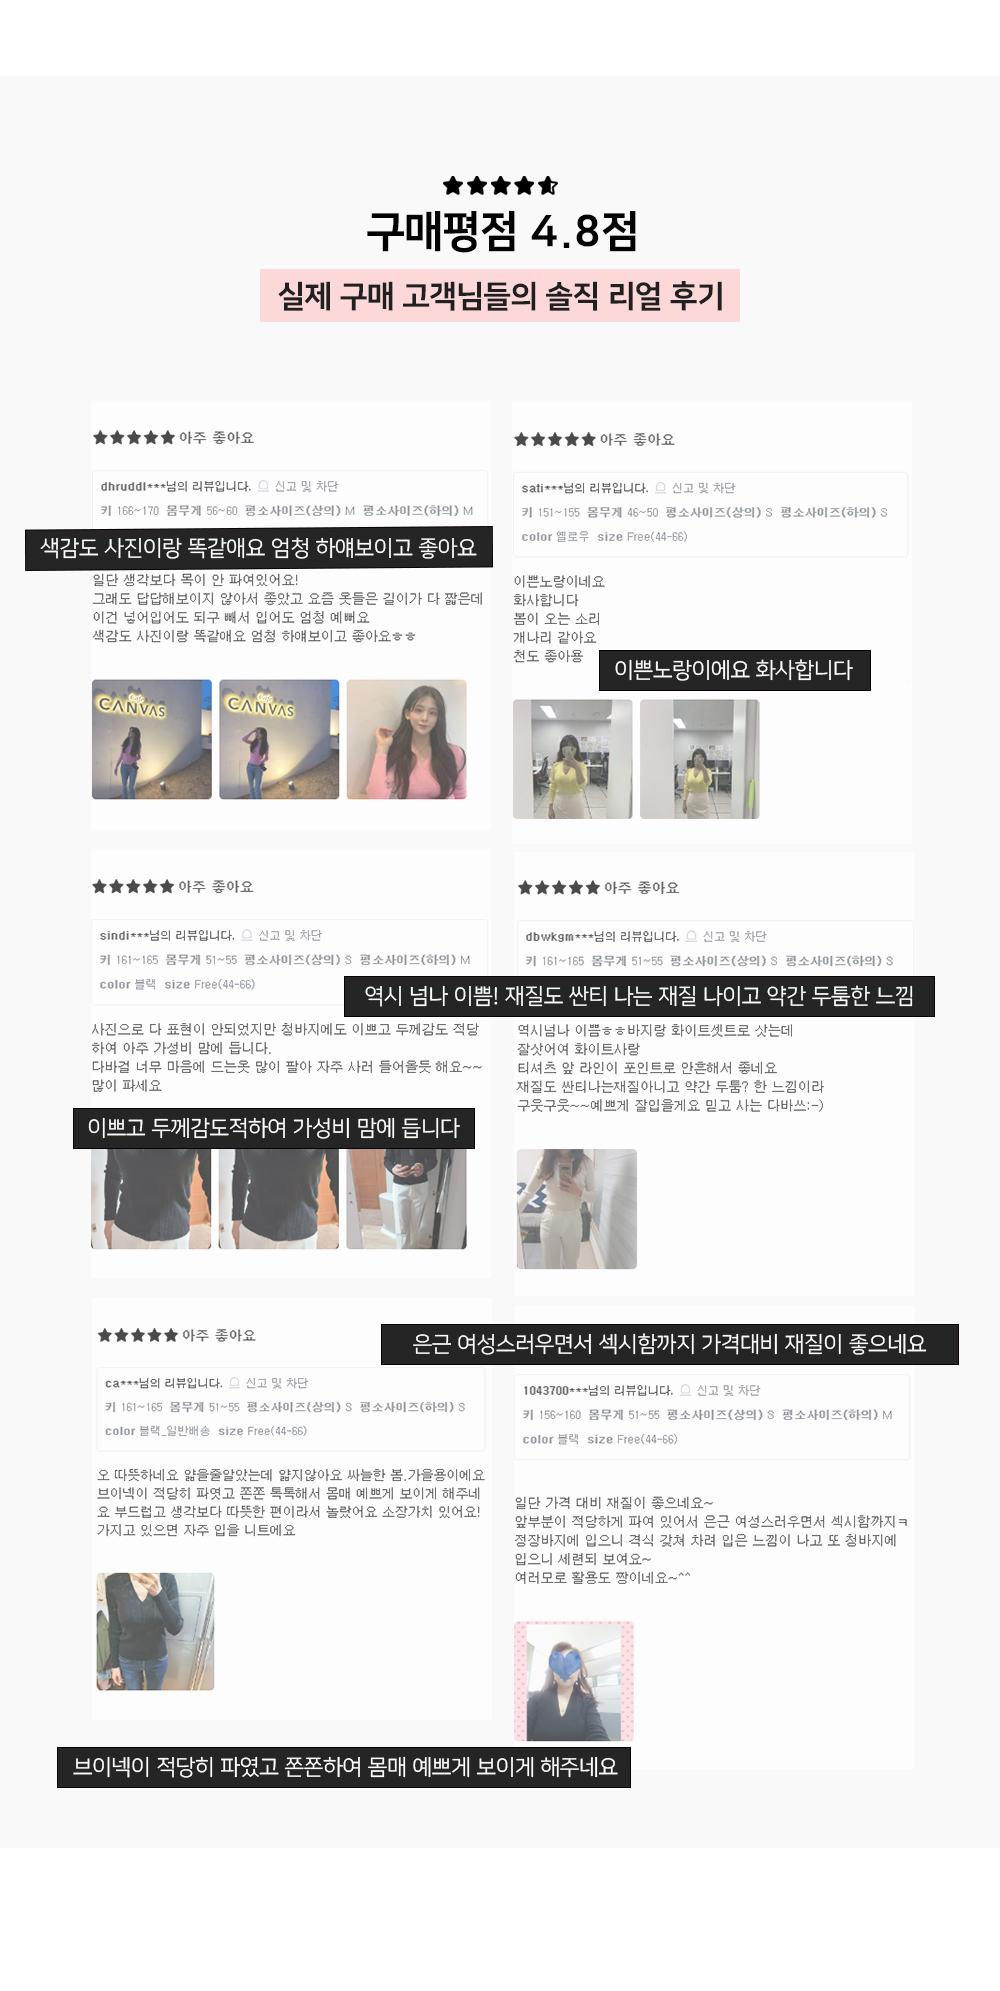 구매평점 4.8점
실제 구매 고객님들의 솔직 리얼 후기
아주 좋아요
dhruddl***님의 리뷰입니다. 신고 및 차단
키 166~170 몸무게 56~60 평소사이즈(상의) M 평소사이즈(하의) M
색감도 사진이랑 똑같애요 엄청 하얘보이고 좋아요
일단 생각보다 목이 안 파여있어요!
그래도 답답해보이지 않아서 좋았고 요즘 옷들은 길이가 다 짧은데
이건 넣어입어도 되구 빼서 입어도 엄청 예뻐요
색감도 사진이랑 똑같애요 엄청 하얘보이고 좋아요ㅎㅎ
Cafe
CANVAS
Cafe
CANVAS
아주 좋아요
sati***님의 리뷰입니다. 신고 및 차단
키 151~155 몸무게 46~50 평소사이즈(상의) S 평소사이즈(하의) S
color 옐로우 size Free(44-66)
이쁜노랑이네요
화사합니다
봄이 오는 소리
개나리 같아요
천도 좋아용
이쁜노랑이에요 화사합니다
아주 좋아요
sindi***님의 리뷰입니다. 신고 및 차단
키 161~165 몸무게 51~55 평소사이즈(상의) S 평소사이즈(하의) M
color 블랙 size Free(44-66)
사진으로 다 표현이 안되었지만 청바지에도 이쁘고 두께감도 적당
하여 아주 가성비 맘에 듭니다.
다바걸 너무 마음에 드는옷 많이 팔아 자주 사러 들어올듯 해요~~
많이 파세요
이쁘고 두께감도적하여 가성비 맘에 듭니다
아주 좋아요
dbwkgm***님의 리뷰입니다. 신고 및 차단
키 161~165 몸무게 51~55 평소사이즈(상의) S 평소사이즈(하의) S
역시 넘나 이쁨! 재질도 싼티 나는 재질 나이고 약간 두툼한 느낌
역시넘나 이쁨ㅎㅎ바지랑 화이트셋트로 삿는데
잘삿어여 화이트사랑
티셔츠 앞 라인이 포인트로 안흔해서 좋네요
재질도 싼티나는재질아니고 약간 두툼? 한 느낌이라
구웃구웃~~예쁘게 잘입을게요 믿고 사는 다바쓰:-)
아주 좋아요
ca***님의 리뷰입니다. 신고 및 차단
키 161~165 몸무게 51~55 평소사이즈(상의) S 평소사이즈(하의) S
color 블랙_일반배송 size Free(44-66)
오 따뜻하네요 얇을줄알았는데 얇지않아요 싸늘한 봄.가을용이에요
브이넥이 적당히 파엿고 쫀쫀 톡톡해서 몸매 예쁘게 보이게 해주네
요 부드럽고 생각보다 따뜻한 편이라서 놀랐어요 소장가치 있어요!
가지고 있으면 자주 입을 니트에요
브이넥이 적당히 파였고 쫀쫀하여 몸매 예쁘게 보이게 해주네요
은근 여성스러우면서 섹시함까지 가격대비 재질이 좋으네요
1043700***님의 리뷰입니다. 신고 및 차단
키 156~160 몸무게 51~55 평소사이즈(상의) S 평소사이즈(하의) M
color 블랙 size Free(44-66)
일단 가격 대비 재질이 좋으네요~
앞부분이 적당하게 파여 있어서 은근 여성스러우면서 섹시함까지ㅋ
정장바지에 입으니 격식 갖쳐 차려 입은 느낌이 나고 또 청바지에
입으니 세련되 보여요~
여러모로 활용도 짱이네요~^^